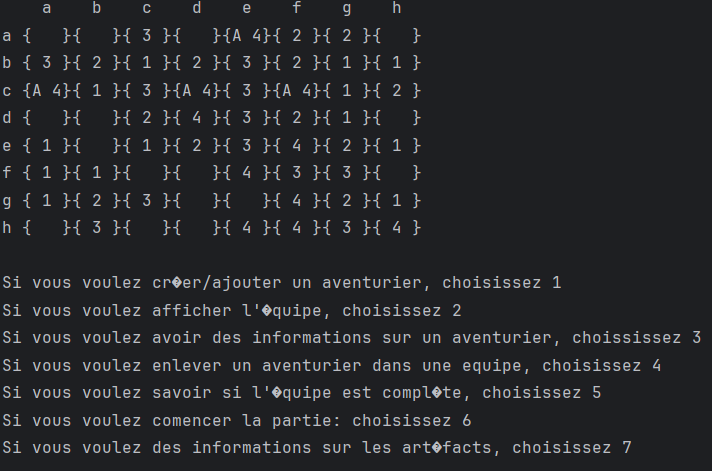 a b c d e f g h
a { }{ }{ 3 }{ }{A 4}{ 2 }{ 2 }{ }
b { 3 }{ 2 }{ 1 }{ 2 }{ 3 }{ 2 }{ 1 }{ 1 }
c {A 4}{ 1 }{ 3 }{A 4}{ 3 }{A 4}{ 1 }{ 2 }
d { }{ }{ 2 }{ 4 }{ 3 }{ 2 }{ 1 }{ }
e { 1 }{ }{ 1 }{ 2 }{ 3 }{ 4 }{ 2 }{ 1 }
f { 1 }{ 1 }{ }{ }{ 4 }{ 3 }{ 3 }{ }
g { 1 }{ 2 }{ 3 }{ }{ }{ 4 }{ 2 }{ 1 }
h { }{ 3 }{ }{ }{ 4 }{ 4 }{ 3 }{ 4 }
Si vous voulez cr�er/ajouter un aventurier, choisissez 1
Si vous voulez afficher l'�quipe, choisissez 2
Si vous voulez avoir des informations sur un aventurier, choississez 3
Si vous voulez enlever un aventurier dans une equipe, choisissez 4
Si vous voulez savoir si l'�quipe est compl�te, choisissez 5
Si vous voulez comencer la partie: choisissez 6
Si vous voulez des informations sur les art�facts, choisissez 7